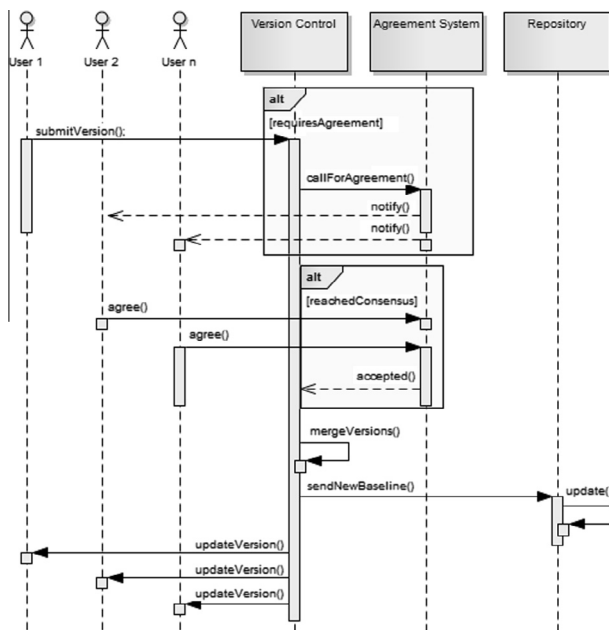 Version Control
Agreement System
Repository
User 1
User 2
User n
alt
[requiresAgreement]
submitVersion();
callForAgreement()
notify()
notify()
alt
[reachedConsensus]
agree()
agree()
accepted()
mergeVersions()
sendNewBaseline()
update(
updateVersion()
updateVersion()
updateVersion()